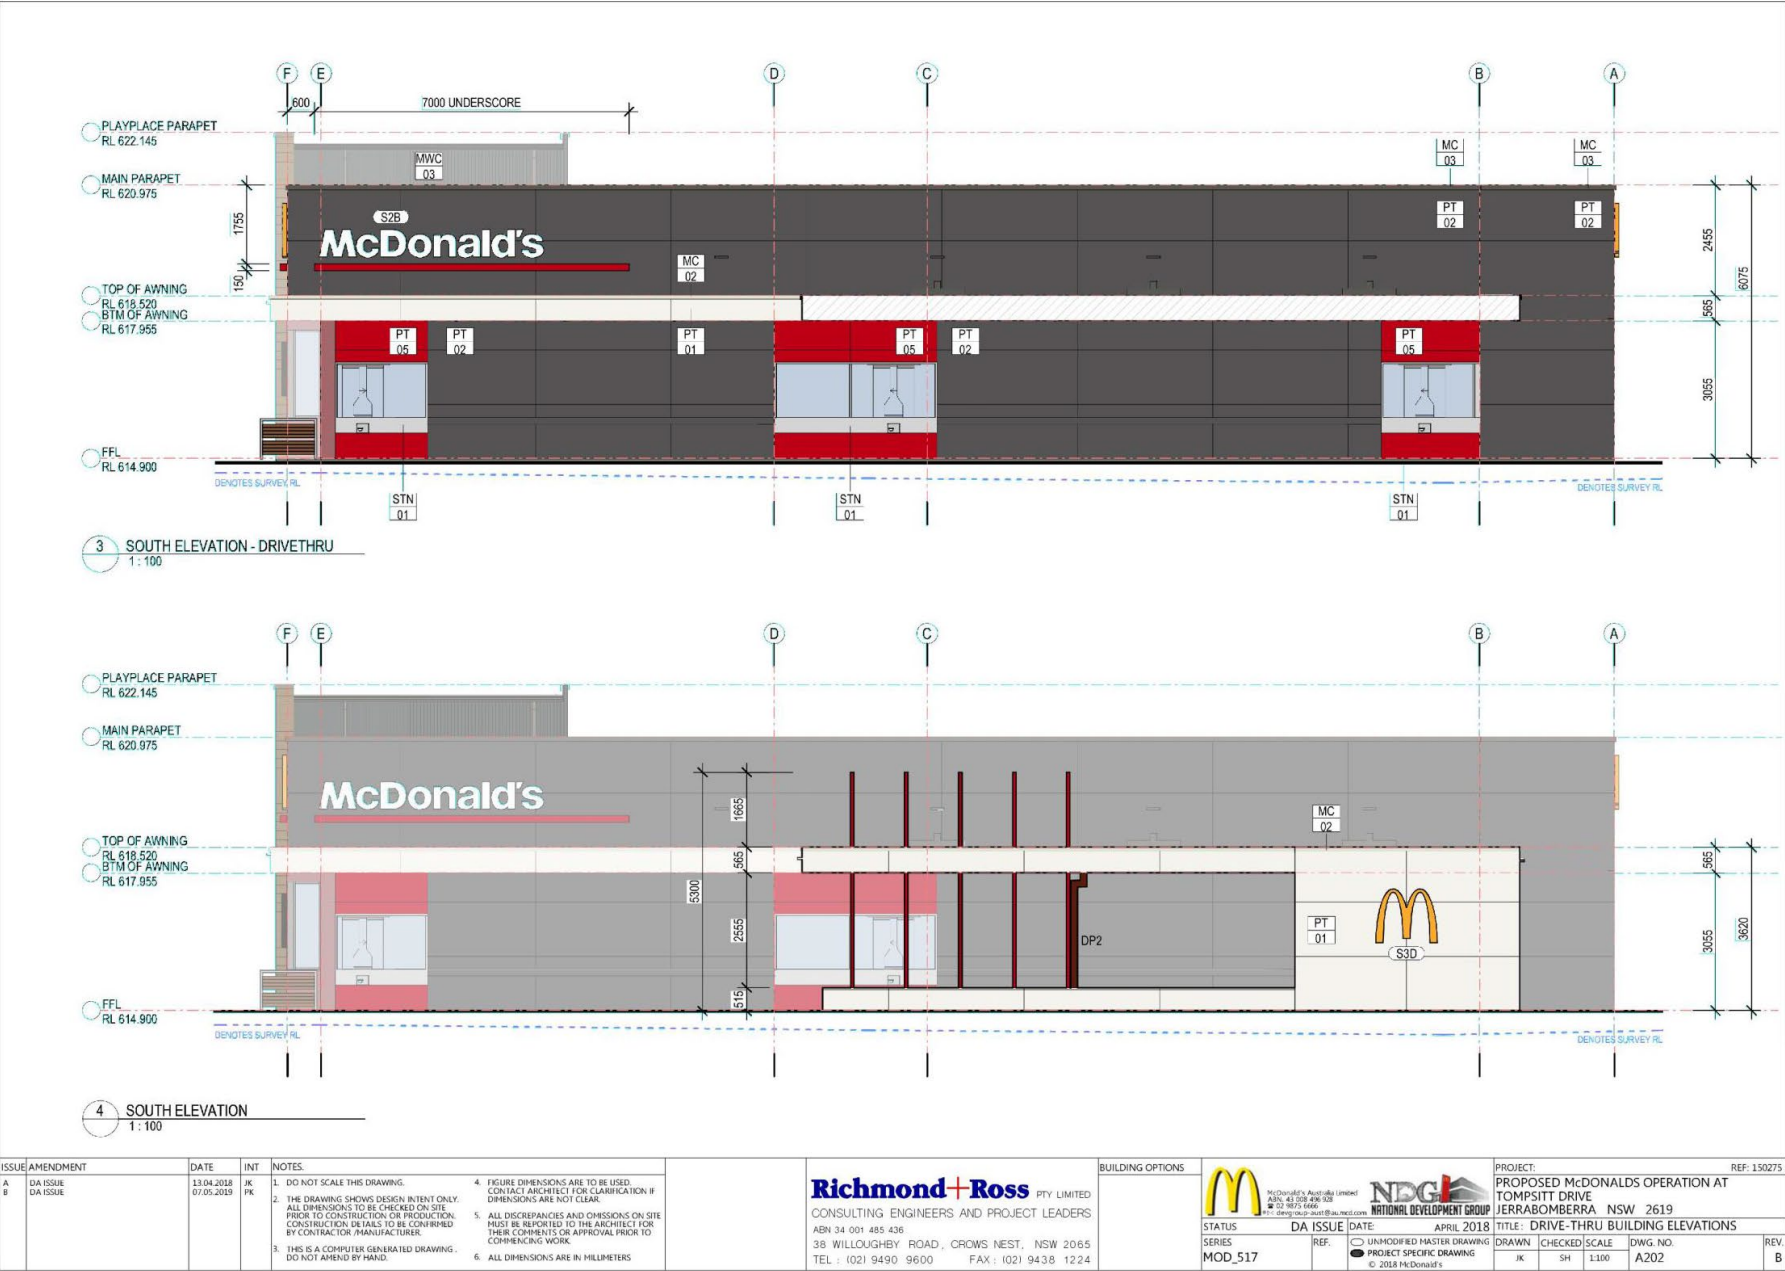 F E D C B A
600 7000 UNDERSCORE
PLAYPLACE PARAPET
RL 622.145
MWC
03
MC
03
MC
03
MAIN PARAPET
RL 620.975
1755
S2B
PT
02
PT
02
McDonald's
2455
6075
MC
02
150
TOP OF AWNING
RL 618.520
BTM OF AWNING
RL 617.955
565
PT
05
PT
02
PT
01
PT
05
PT
02
PT
05
3055
FFL
RL 614.900
DENOTES SURVEY RL
DENOTES SURVEY RL
STN
01
STN
01
STN
01
3 SOUTH ELEVATION - DRIVETHRU
1 : 100
F E D C B A
PLAYPLACE PARAPET
RL 622.145
MAIN PARAPET
RL 620.975
McDonald's
1665
MC
02
TOP OF AWNING
RL 618.520
BTM OF AWNING
RL 617.955
565
565
5300
2555
DP2
PT
01
S3D
3055
3620
515
FFL
RL 614.900
DENOTES SURVEY RL
DENOTES SURVEY RL
4 SOUTH ELEVATION
1 : 100
ISSUE AMENDMENT DATE INT
A DA ISSUE 13.04.2018 JK
B DA ISSUE 07.05.2019 PK
NOTES.
1. DO NOT SCALE THIS DRAWING.
2. THE DRAWING SHOWS DESIGN INTENT ONLY.
ALL DIMENSIONS TO BE CHECKED ON SITE
PRIOR TO CONSTRUCTION OR PRODUCTION.
CONSTRUCTION DETAILS TO BE CONFIRMED
BY CONTRACTOR /MANUFACTURER.
3. THIS IS A COMPUTER GENERATED DRAWING .
DO NOT AMEND BY HAND.
4. FIGURE DIMENSIONS ARE TO BE USED.
CONTACT ARCHITECT FOR CLARIFICATION IF
DIMENSIONS ARE NOT CLEAR.
5. ALL DISCREPANCIES AND OMISSIONS ON SITE
MUST BE REPORTED TO THE ARCHITECT FOR
THEIR COMMENTS OR APPROVAL PRIOR TO
COMMENCING WORK.
6. ALL DIMENSIONS ARE IN MILLIMETERS
Richmond+Ross PTY LIMITED
CONSULTING ENGINEERS AND PROJECT LEADERS
ABN 34 001 485 436
38 WILLOUGHBY ROAD, CROWS NEST, NSW 2065
TEL : (02) 9490 9600 FAX : (02) 9438 1224
BUILDING OPTIONS
McDonald's Australia Limited
ABN. 43 008 496 928
02 9875 6666
NDG
NATIONAL DEVELOPMENT GROUP
STATUS DA ISSUE
DATE: APRIL 2018
SERIES
MOD_517
REF.
UNMODIFIED MASTER DRAWING
PROJECT SPECIFIC DRAWING
© 2018 McDonald's
PROJECT: REF: 150275
PROPOSED McDONALDS OPERATION AT
TOMPSITT DRIVE
JERRABOMBERRA NSW 2619
TITLE : DRIVE-THRU BUILDING ELEVATIONS
DRAWN CHECKED SCALE DWG. NO. REV.
JK SH 1:100 A202 B